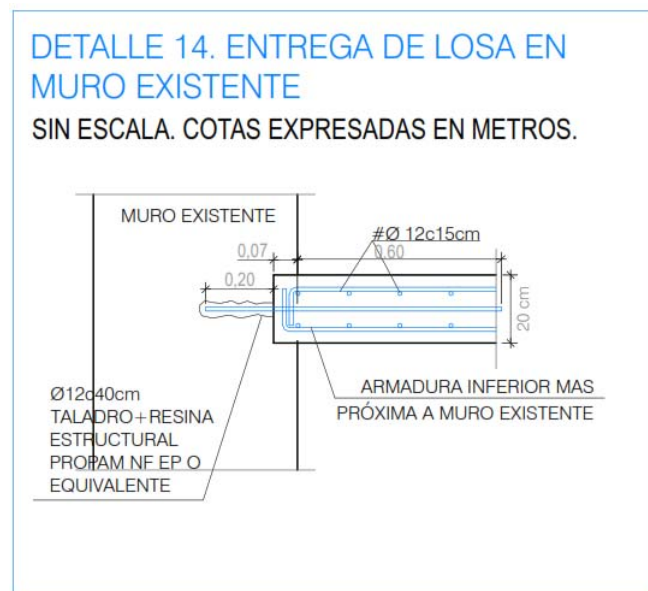 DETALLE 14. ENTREGA DE LOSA EN
MURO EXISTENTE
SIN ESCALA. COTAS EXPRESADAS EN METROS.
MURO EXISTENTE
#Ø 12c15cm
0,07
0,60
0,20
20 cm
Ø12c40cm
TALADRO+RESINA
ESTRUCTURAL
PROPAM NF EP O
EQUIVALENTE
ARMADURA INFERIOR MAS
PRÓXIMA A MURO EXISTENTE